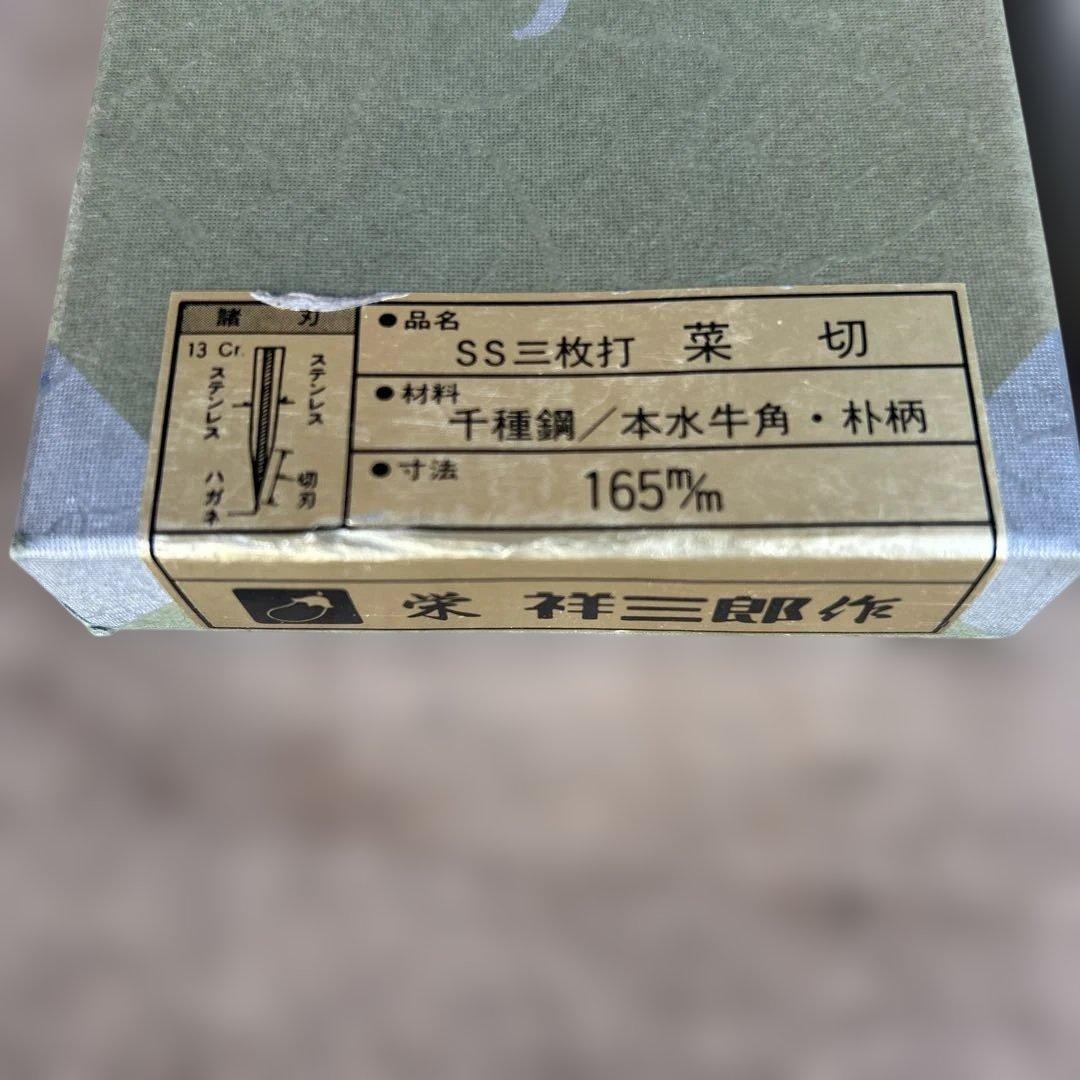 諸 刃
13 Cr.
ステンレス
ステンレス
ハガネ
切刃
●品名
SS三枚打 菜 切
●材料
千種鋼/本水牛角・朴柄
●寸法
165m/m
栄 祥三郎作